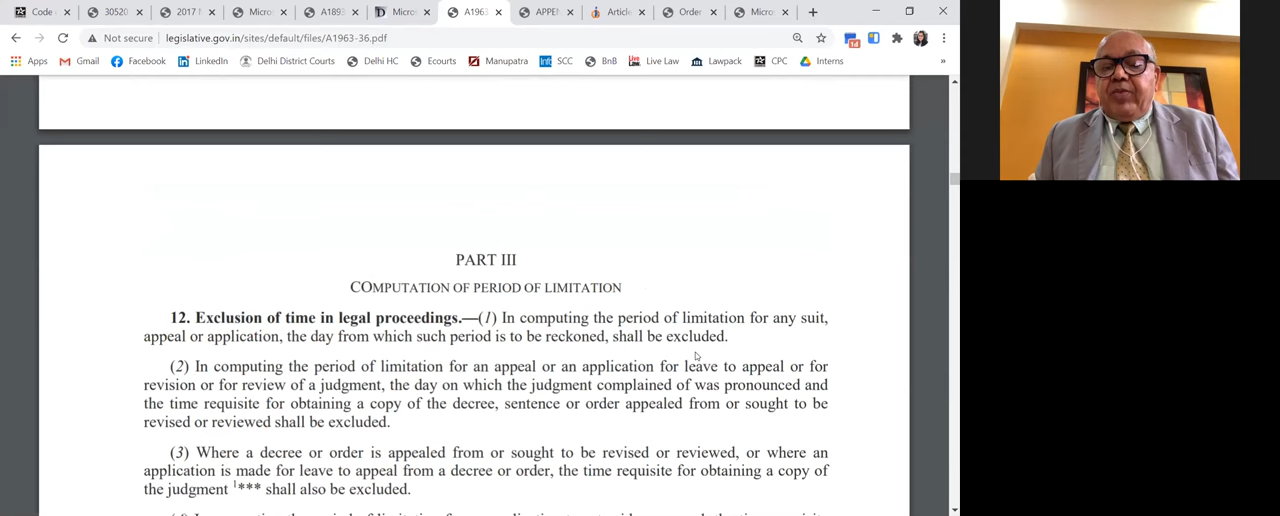 Code
30520
2017
Micros
A1893
Micros
A1963
APPEN
Article
Order
Micros
Not secure | legislative.gov.in/sites/default/files/A1963-36.pdf
1d
Apps Gmail Facebook LinkedIn Delhi District Courts Delhi HC Ecourts Manupatra SCC BnB Live Law Lawpack CPC Interns »
PART III
COMPUTATION OF PERIOD OF LIMITATION
12. Exclusion of time in legal proceedings.—(1) In computing the period of limitation for any suit,
appeal or application, the day from which such period is to be reckoned, shall be excluded.
(2) In computing the period of limitation for an appeal or an application for leave to appeal or for
revision or for review of a judgment, the day on which the judgment complained of was pronounced and
the time requisite for obtaining a copy of the decree, sentence or order appealed from or sought to be
revised or reviewed shall be excluded.
(3) Where a decree or order is appealed from or sought to be revised or reviewed, or where an
application is made for leave to appeal from a decree or order, the time requisite for obtaining a copy of
the judgment 1*** shall also be excluded.